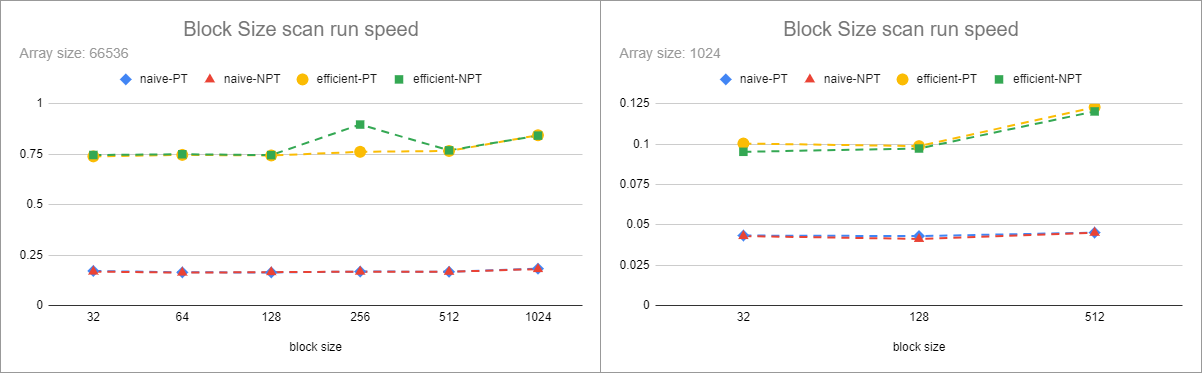 Block Size scan run speed
Array size: 66536
naive-PT naive-NPT efficient-PT efficient-NPT
1
0.75
0.5
0.25
0
32 64 128 256 512 1024
block size
Block Size scan run speed
Array size: 1024
naive-PT naive-NPT efficient-PT efficient-NPT
0.125
0.1
0.075
0.05
0.025
0
32 128 512
block size